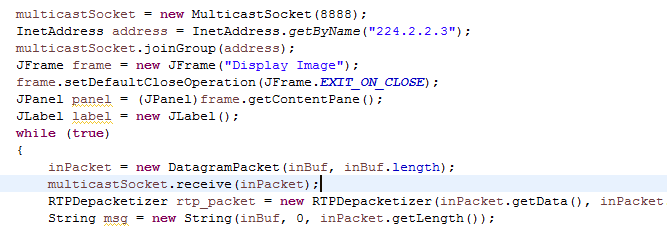 multicastSocket = new MulticastSocket(8888);
InetAddress address = InetAddress.getByName("224.2.2.3");
multicastSocket.joinGroup(address);
JFrame frame = new JFrame("Display Image");
frame.setDefaultCloseOperation(JFrame.EXIT_ON_CLOSE);
JPanel panel = (JPanel)frame.getContentPane();
JLabel label = new JLabel();
while (true)
{
inPacket = new DatagramPacket(inBuf, inBuf.length);
multicastSocket.receive(inPacket);
RTPDepacketizer rtp_packet = new RTPDepacketizer(inPacket.getData(), inPacket
String msg = new String(inBuf, 0, inPacket.getLength());